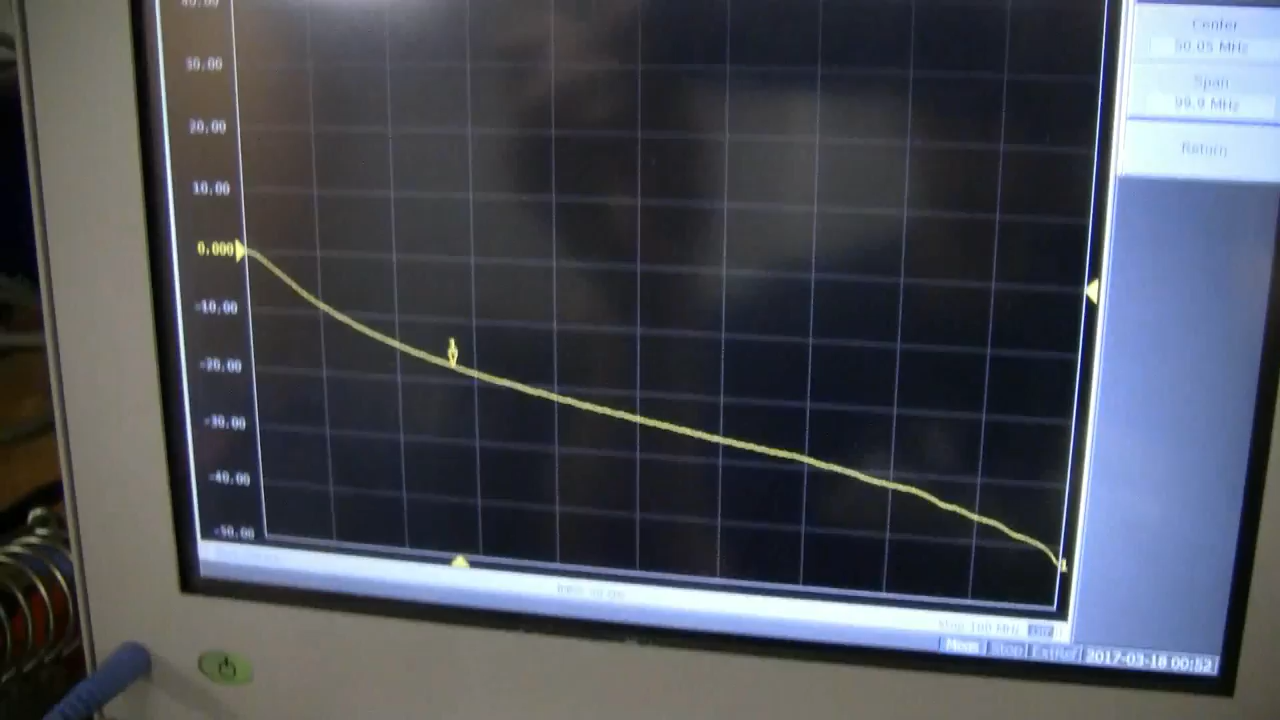 Center
50.05 MHz
30.00
Span
99.9 MHz
20.00
Return
10.00
0.000
-10.00
-20.00
-30.00
-40.00
-50.00
Stop 100 MHz
Meas Stop ExtRef 2017-03-18 00:52